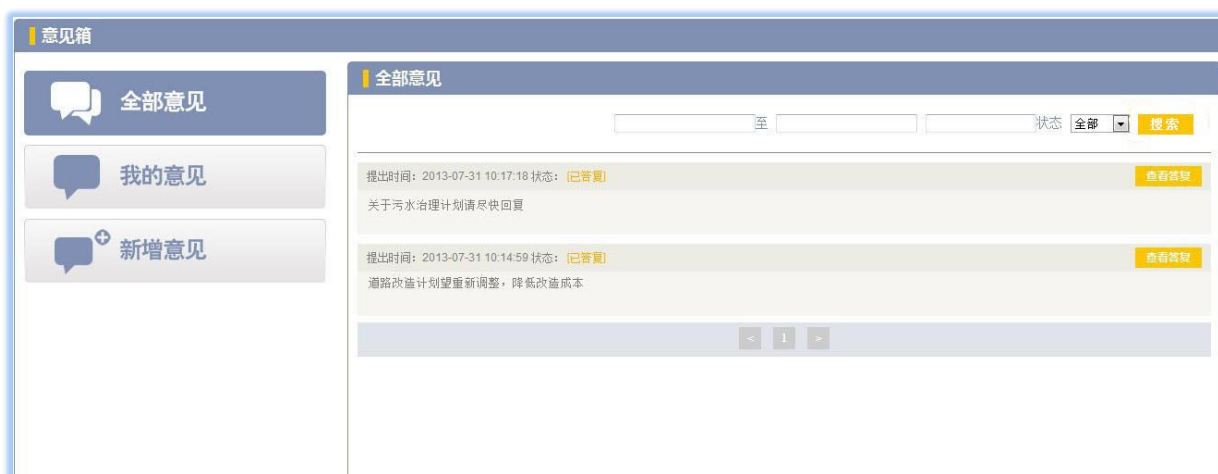 意见箱
全部意见
我的意见
新增意见
全部意见
至 状态 全部 搜索
提出时间：2013-07-31 10:17:18 状态： [已答复] 查看答复
关于污水治理计划请尽快回复
提出时间：2013-07-31 10:14:59 状态： [已答复] 查看答复
道路改造计划望重新调整，降低改造成本
< 1 >